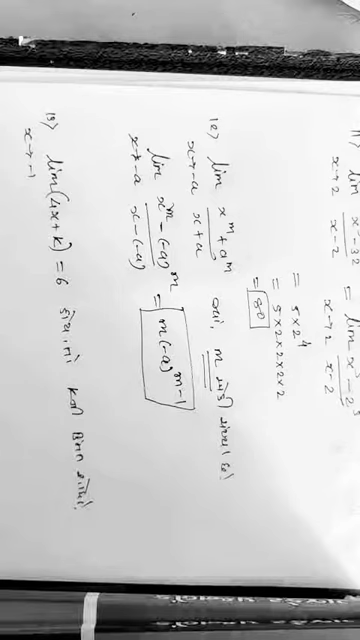 11) lim x→2 x⁵-32 / x-2 = lim x→2 x⁵-2⁵ / x-2
= 5×2⁴
= 5×2×2×2×2
= 80
12) lim x→-a xᵐ+aᵐ / x+a m એકી સંખ્યા છે.
lim x→-a xᵐ-(-a)ᵐ / x-(-a) = m(-a)ᵐ⁻¹
13) lim x→-1 (4x+k) = 6 હોય, તો k ની કિંમત